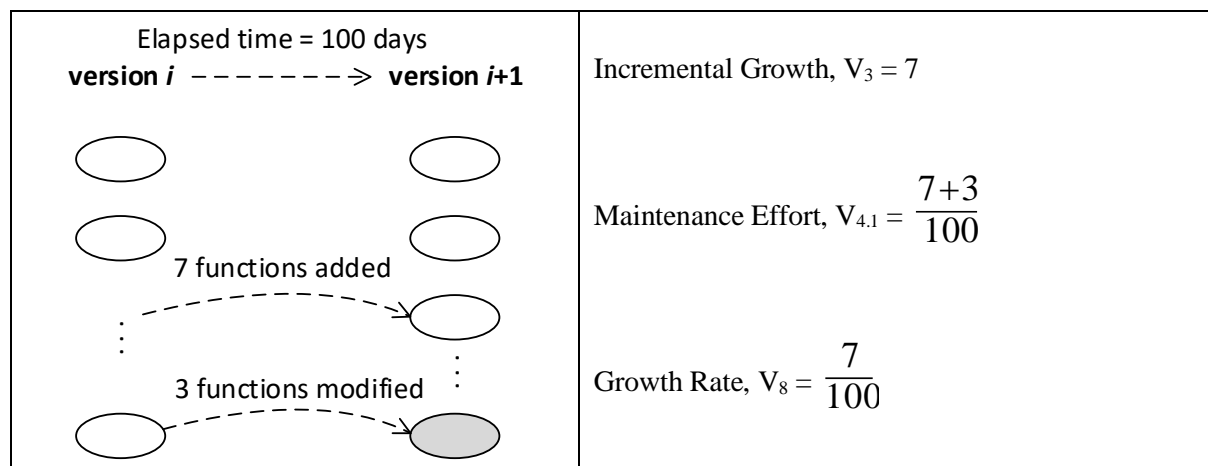 Elapsed time = 100 days
version i version i+1
7 functions added
3 functions modified
Incremental Growth, V3 = 7
Maintenance Effort, V4.1 = 7+3
100
Growth Rate, V8 = 7
100